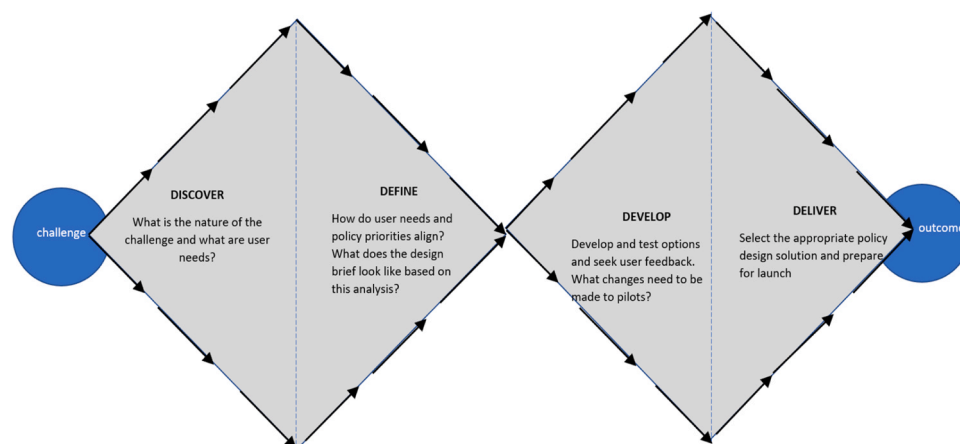 challenge
DISCOVER
What is the nature of the
challenge and what are user
needs?
DEFINE
How do user needs and
policy priorities align?
What does the design
brief look like based on
this analysis?
DEVELOP
Develop and test options
and seek user feedback.
What changes need to be
made to pilots?
DELIVER
Select the appropriate policy
design solution and prepare
for launch
outcome